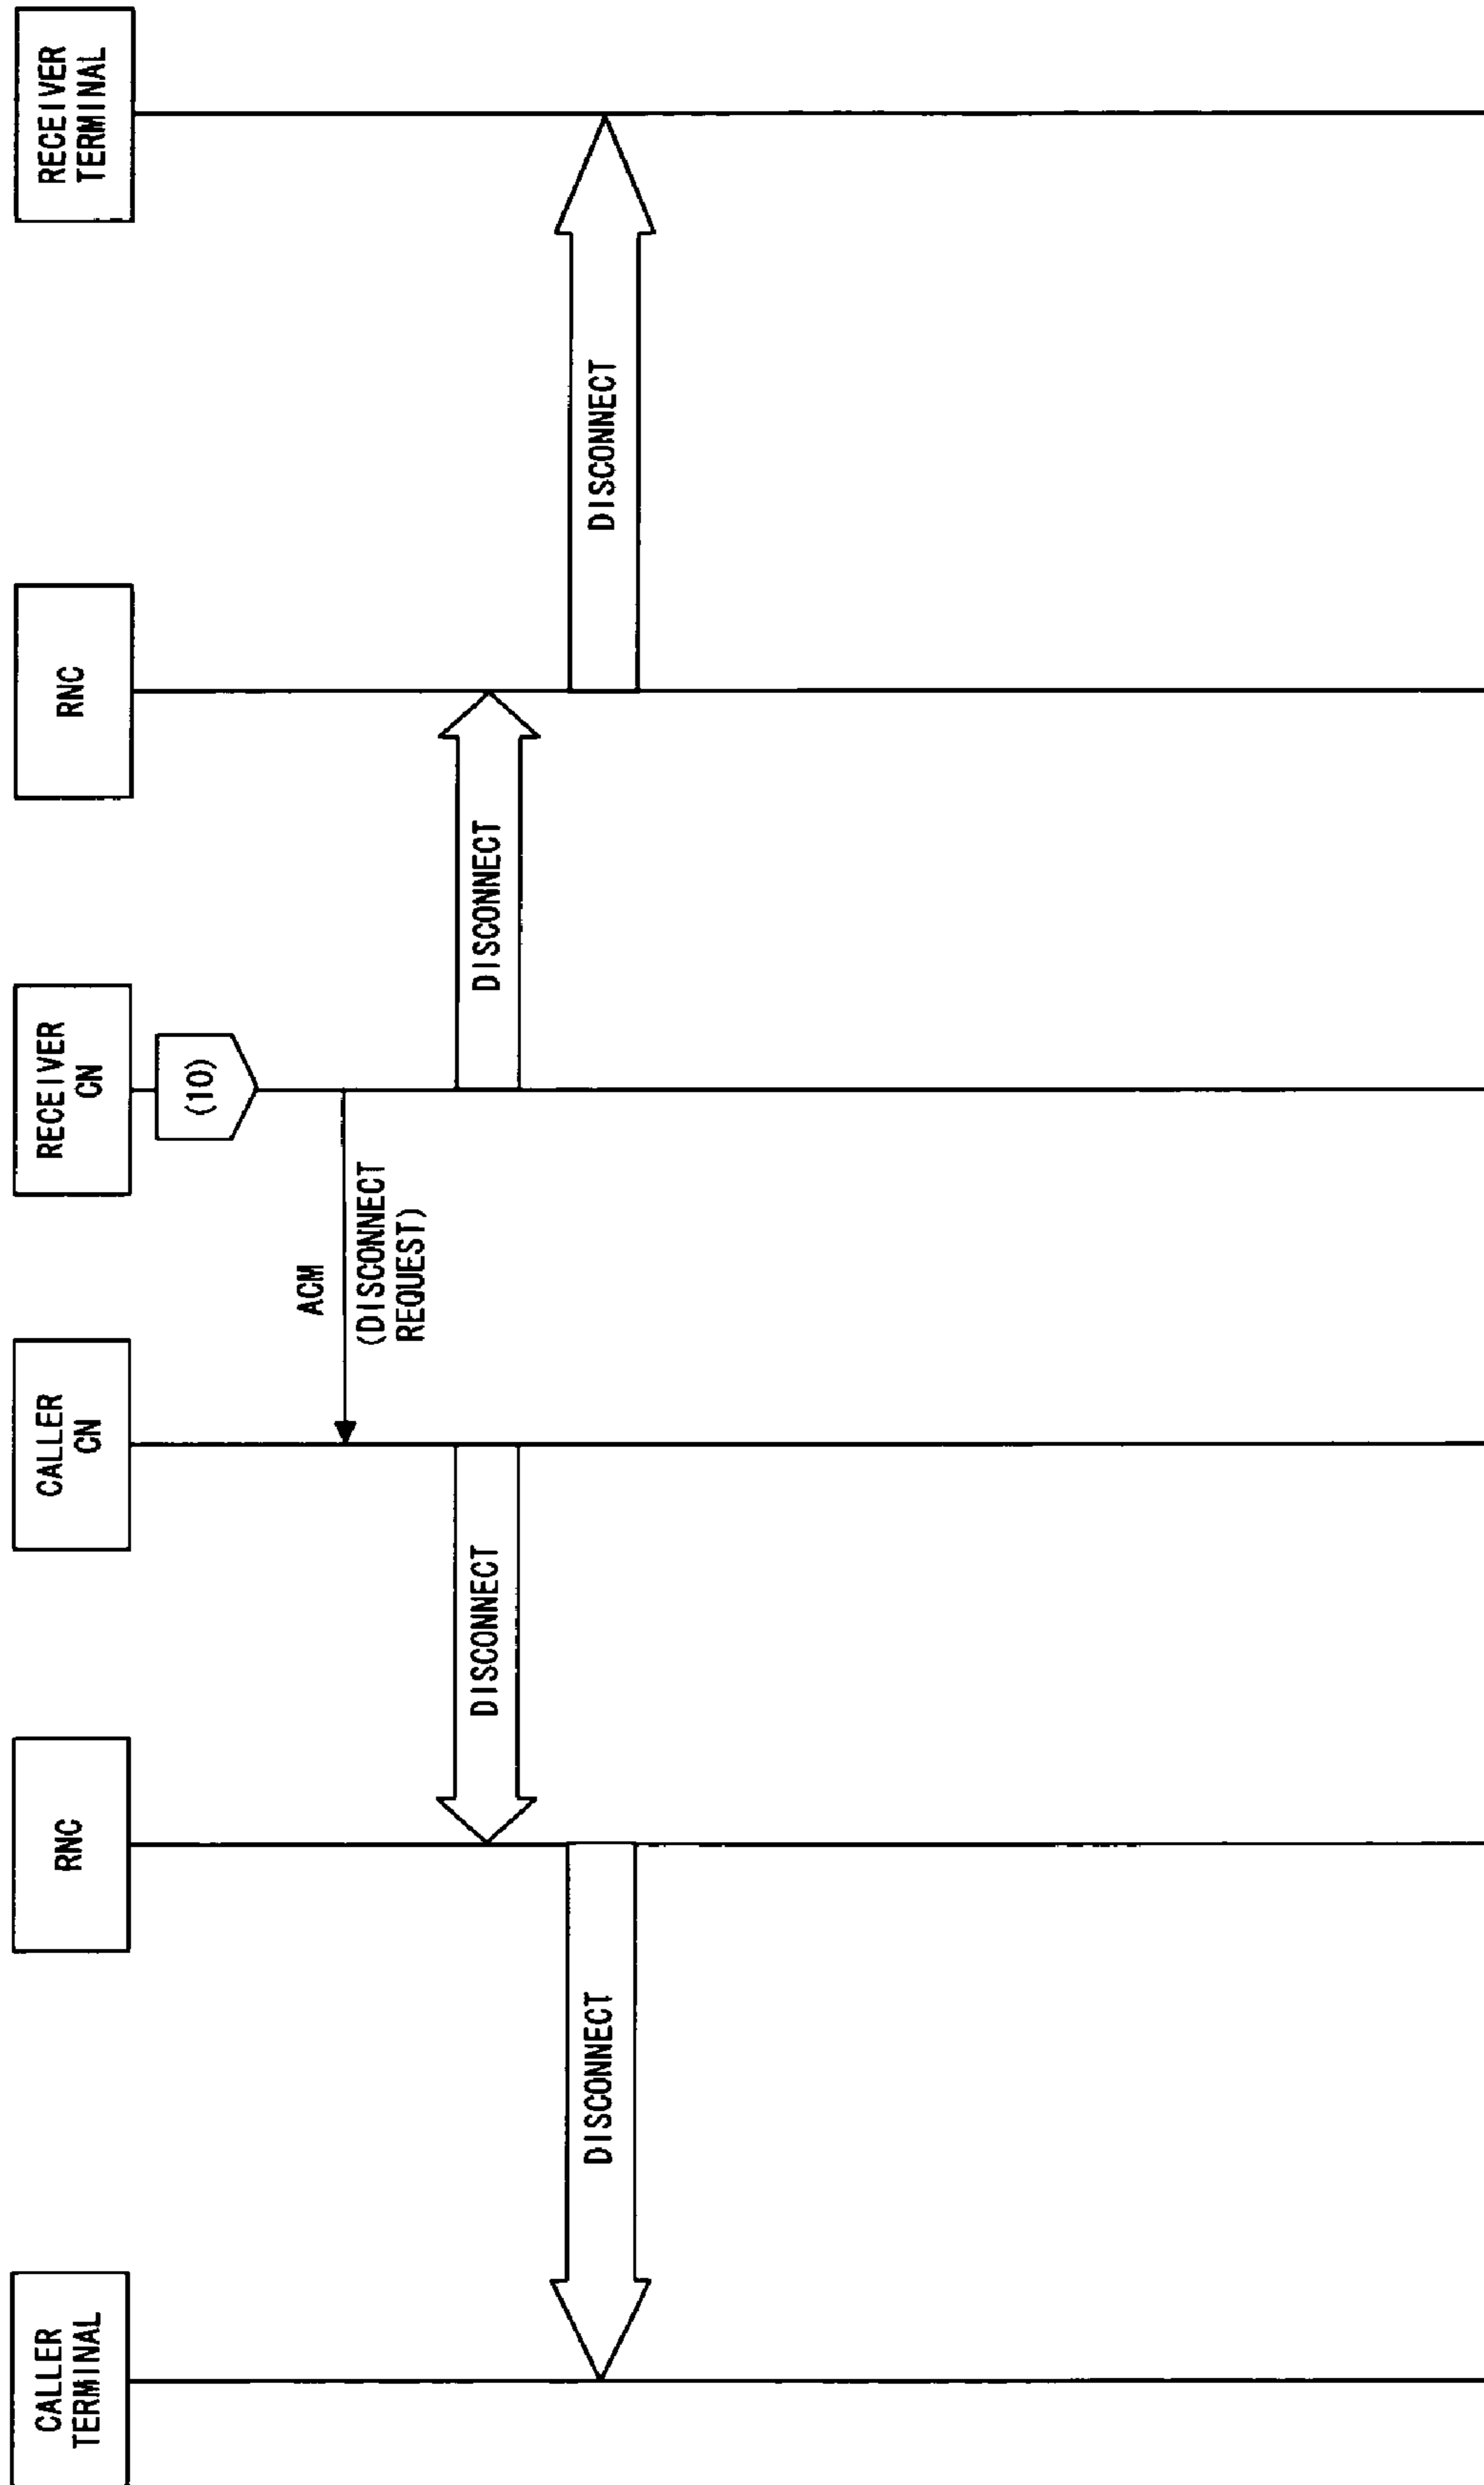 CALLER
TERMINAL
RNC
CALLER
CN
RECEIVER
CN
RNC
RECEIVER
TERMINAL
(10)
ACM
(DISCONNECT
REQUEST)
DISCONNECT
DISCONNECT
DISCONNECT
DISCONNECT